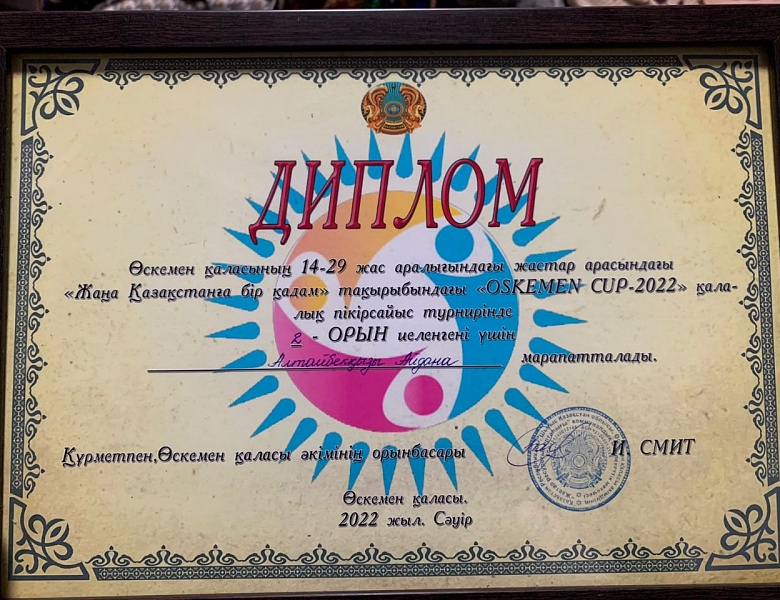 ДИПЛОМ
Өскемен қаласының 14-29 жас аралығындағы жастар арасындағы
«Жаңа Қазақстанға бір қадам» тақырыбындағы «OSKEMEN CUP-2022» қала-
лық пікірсайыс турнирінде
2 - ОРЫН иеленгені үшін
Алтайбекқызы Айдана марапатталады.
Құрметпен,Өскемен қаласы әкімінің орынбасары И. СМИТ
Өскемен қаласы.
2022 жыл. Сәуір